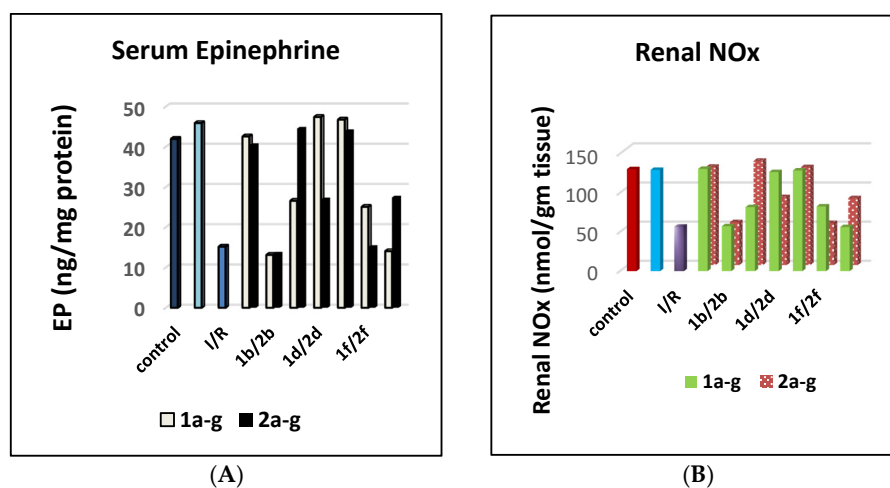 Serum Epinephrine
EP (ng/mg protein)
50
40
30
20
10
0
control
I/R
1b/2b
1d/2d
1f/2f
1a-g 2a-g
(A)
Renal NOx
Renal NOx (nmol/gm tissue)
150
100
50
0
control
I/R
1b/2b
1d/2d
1f/2f
1a-g 2a-g
(B)